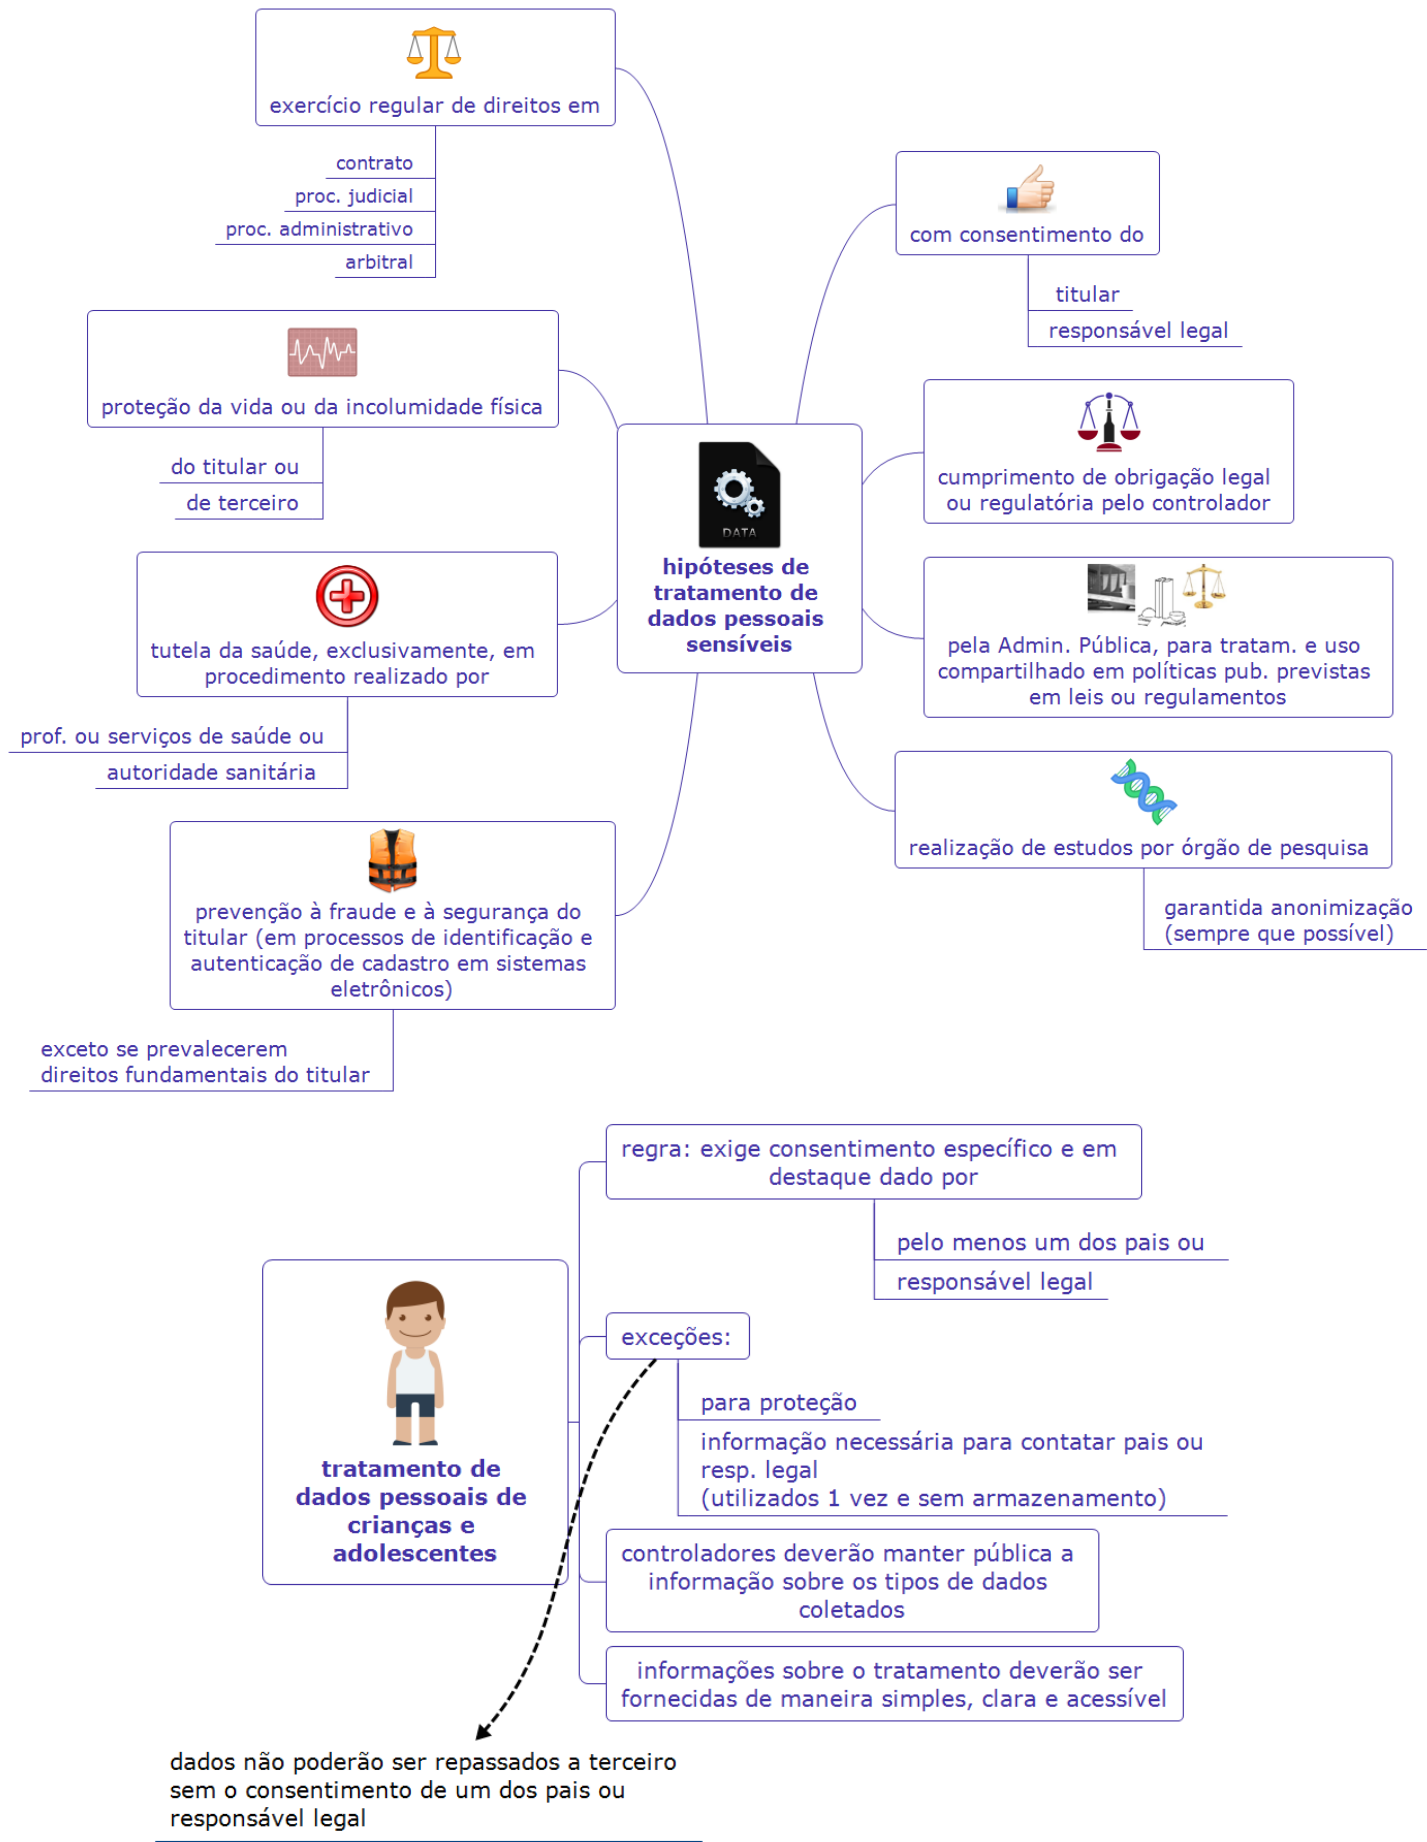 exercício regular de direitos em
contrato
proc. judicial
proc. administrativo
arbitral
com consentimento do
titular
responsável legal
proteção da vida ou da incolumidade física
do titular ou
de terceiro
cumprimento de obrigação legal
ou regulatória pelo controlador
DATA
hipóteses de
tratamento de
dados pessoais
sensíveis
tutela da saúde, exclusivamente, em
procedimento realizado por
prof. ou serviços de saúde ou
autoridade sanitária
pela Admin. Pública, para tratam. e uso
compartilhado em políticas pub. previstas
em leis ou regulamentos
realização de estudos por órgão de pesquisa
garantida anonimização
(sempre que possível)
prevenção à fraude e à segurança do
titular (em processos de identificação e
autenticação de cadastro em sistemas
eletrônicos)
exceto se prevalecerem
direitos fundamentais do titular
tratamento de
dados pessoais de
crianças e
adolescentes
regra: exige consentimento específico e em
destaque dado por
pelo menos um dos pais ou
responsável legal
exceções:
para proteção
informação necessária para contatar pais ou
resp. legal
(utilizados 1 vez e sem armazenamento)
controladores deverão manter pública a
informação sobre os tipos de dados
coletados
informações sobre o tratamento deverão ser
fornecidas de maneira simples, clara e acessível
dados não poderão ser repassados a terceiro
sem o consentimento de um dos pais ou
responsável legal